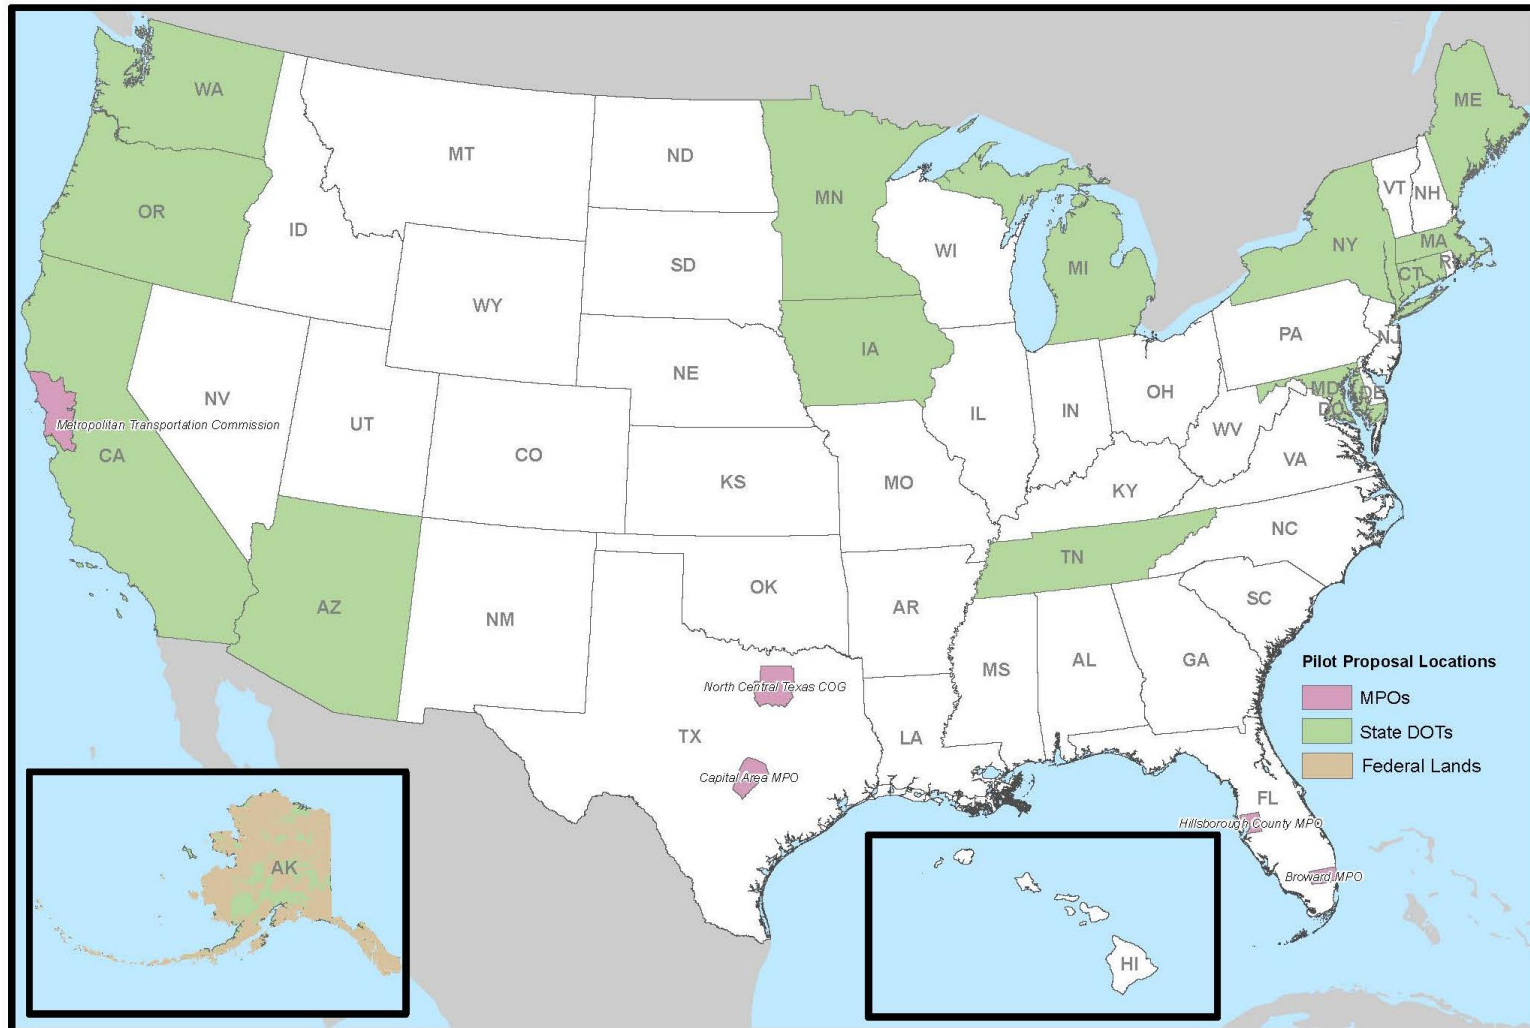 WA
ME
MT
ND
VT
NH
MN
OR
ID
WI
NY
MA
SD
MI
CT
RI
WY
PA
IA
NJ
NE
MD
DE
OH
DC
NV
IL
IN
UT
Metropolitan Transportation Commission
WV
CO
CA
VA
KS
MO
KY
NC
TN
OK
AZ
AR
SC
NM
MS
AL
GA
North Central Texas COG
TX
LA
Capital Area MPO
FL
Hillsborough County MPO
Broward MPO
AK
HI
Pilot Proposal Locations
MPOs
State DOTs
Federal Lands